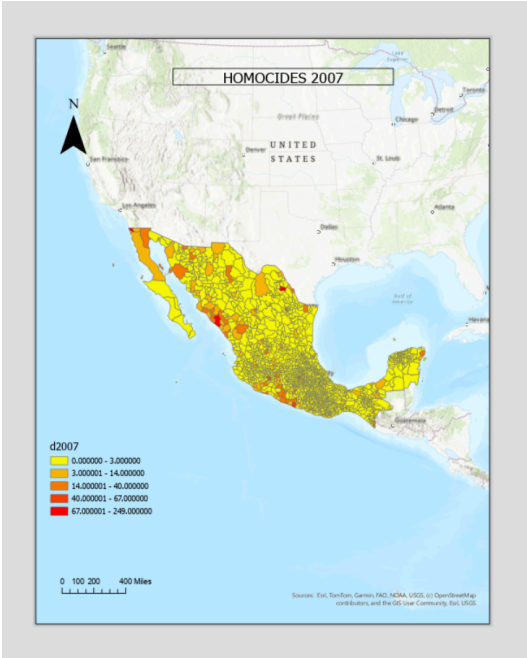 Seattle
Lake
Superior
HOMOCIDES 2007
Toronto
N
Great Plains
Detroit
Chicago
UNITED
STATES
Denver
San Francisco
St. Louis
Los Angeles
Atlanta
Dallas
Houston
Gulf of
America
Havana
Guatemala
d2007
0.000000 - 3.000000
3.000001 - 14.000000
14.000001 - 40.000000
40.000001 - 67.000000
67.000001 - 249.000000
0 100 200 400 Miles
Sources: Esri, TomTom, Garmin, FAO, NOAA, USGS, (c) OpenStreetMap
contributors, and the GIS User Community, Esri, USGS